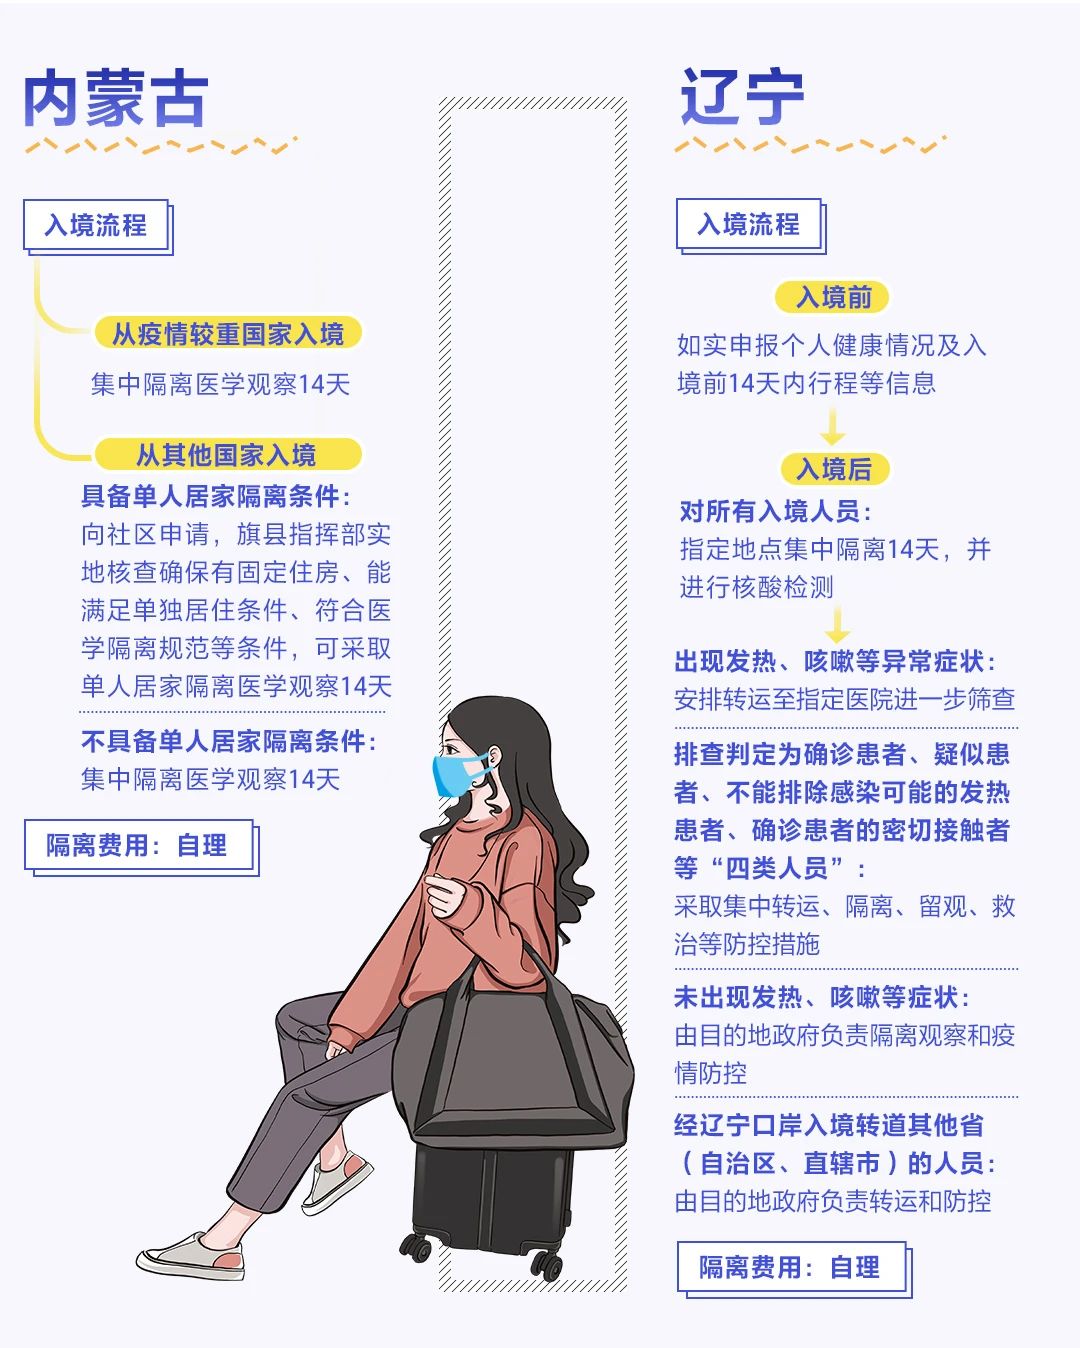 内蒙古
入境流程
从疫情较重国家入境
集中隔离医学观察14天
从其他国家入境
具备单人居家隔离条件：
向社区申请，旗县指挥部实
地核查确保有固定住房、能
满足单独居住条件、符合医
学隔离规范等条件，可采取
单人居家隔离医学观察14天
不具备单人居家隔离条件：
集中隔离医学观察14天
隔离费用：自理
辽宁
入境流程
入境前
如实申报个人健康情况及入
境前14天内行程等信息
入境后
对所有入境人员：
指定地点集中隔离14天，并
进行核酸检测
出现发热、咳嗽等异常症状：
安排转运至指定医院进一步筛查
排查判定为确诊患者、疑似患
者、不能排除感染可能的发热
患者、确诊患者的密切接触者
等“四类人员”：
采取集中转运、隔离、留观、救
治等防控措施
未出现发热、咳嗽等症状：
由目的地政府负责隔离观察和疫
情防控
经辽宁口岸入境转道其他省
（自治区、直辖市）的人员：
由目的地政府负责转运和防控
隔离费用：自理